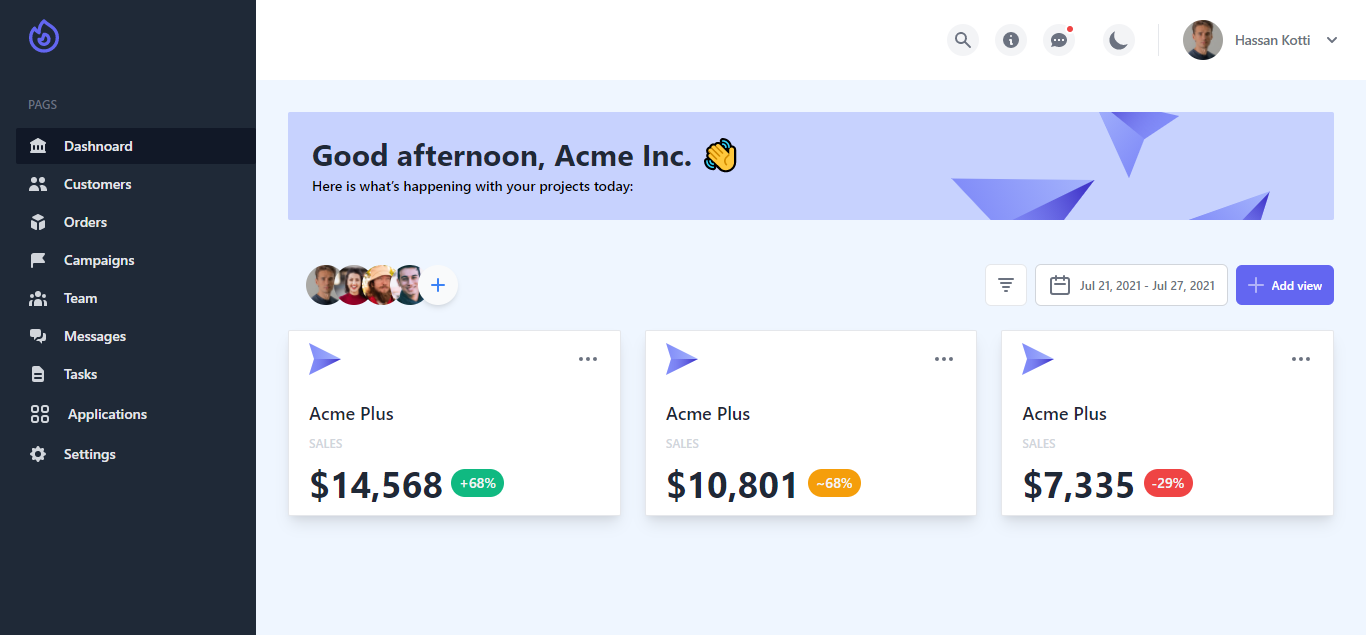 Hassan Kotti
PAGS
Dashnoard
Customers
Orders
Campaigns
Team
Messages
Tasks
Applications
Settings
Good afternoon, Acme Inc. 👋
Here is what’s happening with your projects today:
Jul 21, 2021 - Jul 27, 2021
Add view
Acme Plus
SALES
$14,568 +68%
Acme Plus
SALES
$10,801 ~68%
Acme Plus
SALES
$7,335 -29%